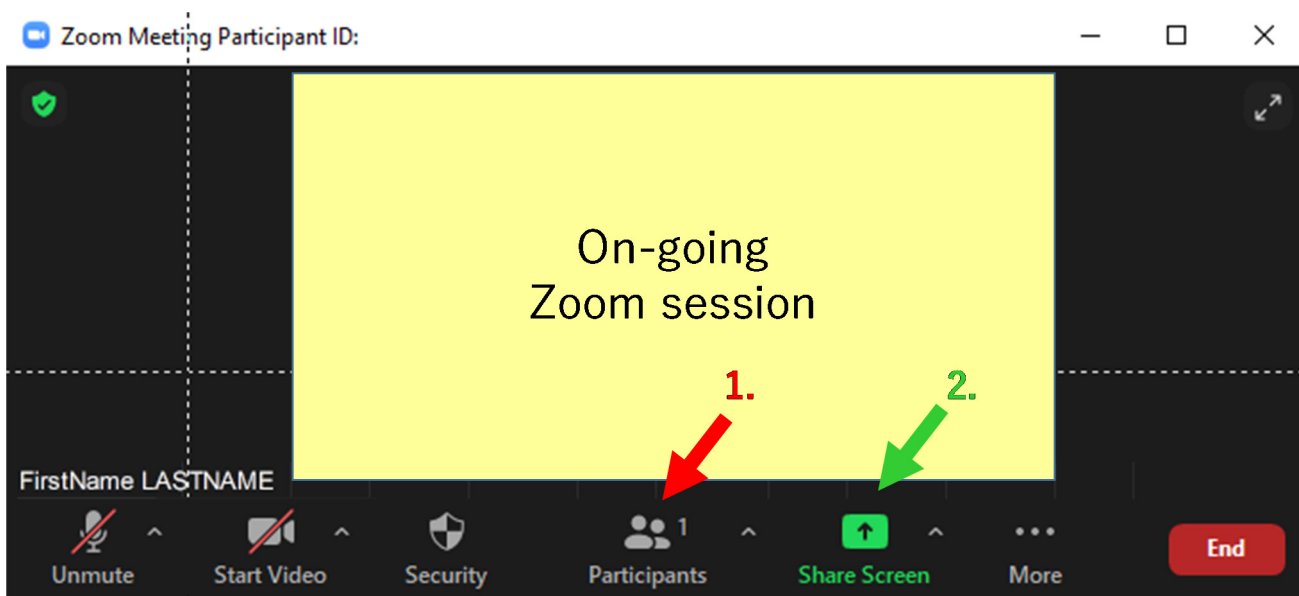 Zoom Meeting Participant ID:
On-going
Zoom session
1.
2.
FirstName LASTNAME
1
Unmute
Start Video
Security
Participants
Share Screen
More
End